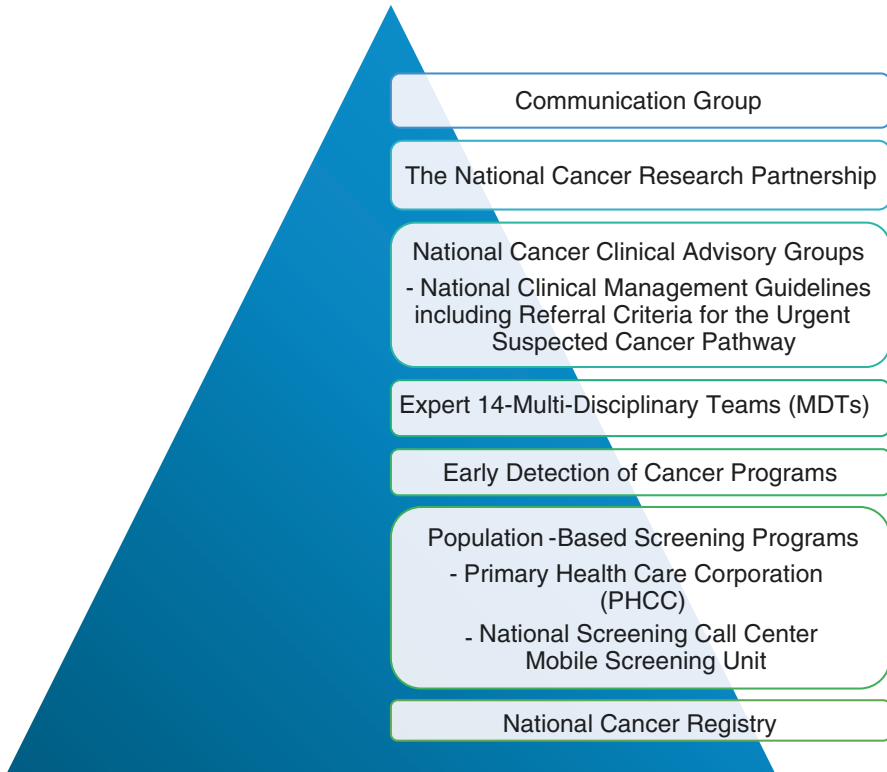 Communication Group
The National Cancer Research Partnership
National Cancer Clinical Advisory Groups
- National Clinical Management Guidelines
including Referral Criteria for the Urgent
Suspected Cancer Pathway
Expert 14-Multi-Disciplinary Teams (MDTs)
Early Detection of Cancer Programs
Population -Based Screening Programs
- Primary Health Care Corporation
(PHCC)
- National Screening Call Center
Mobile Screening Unit
National Cancer Registry